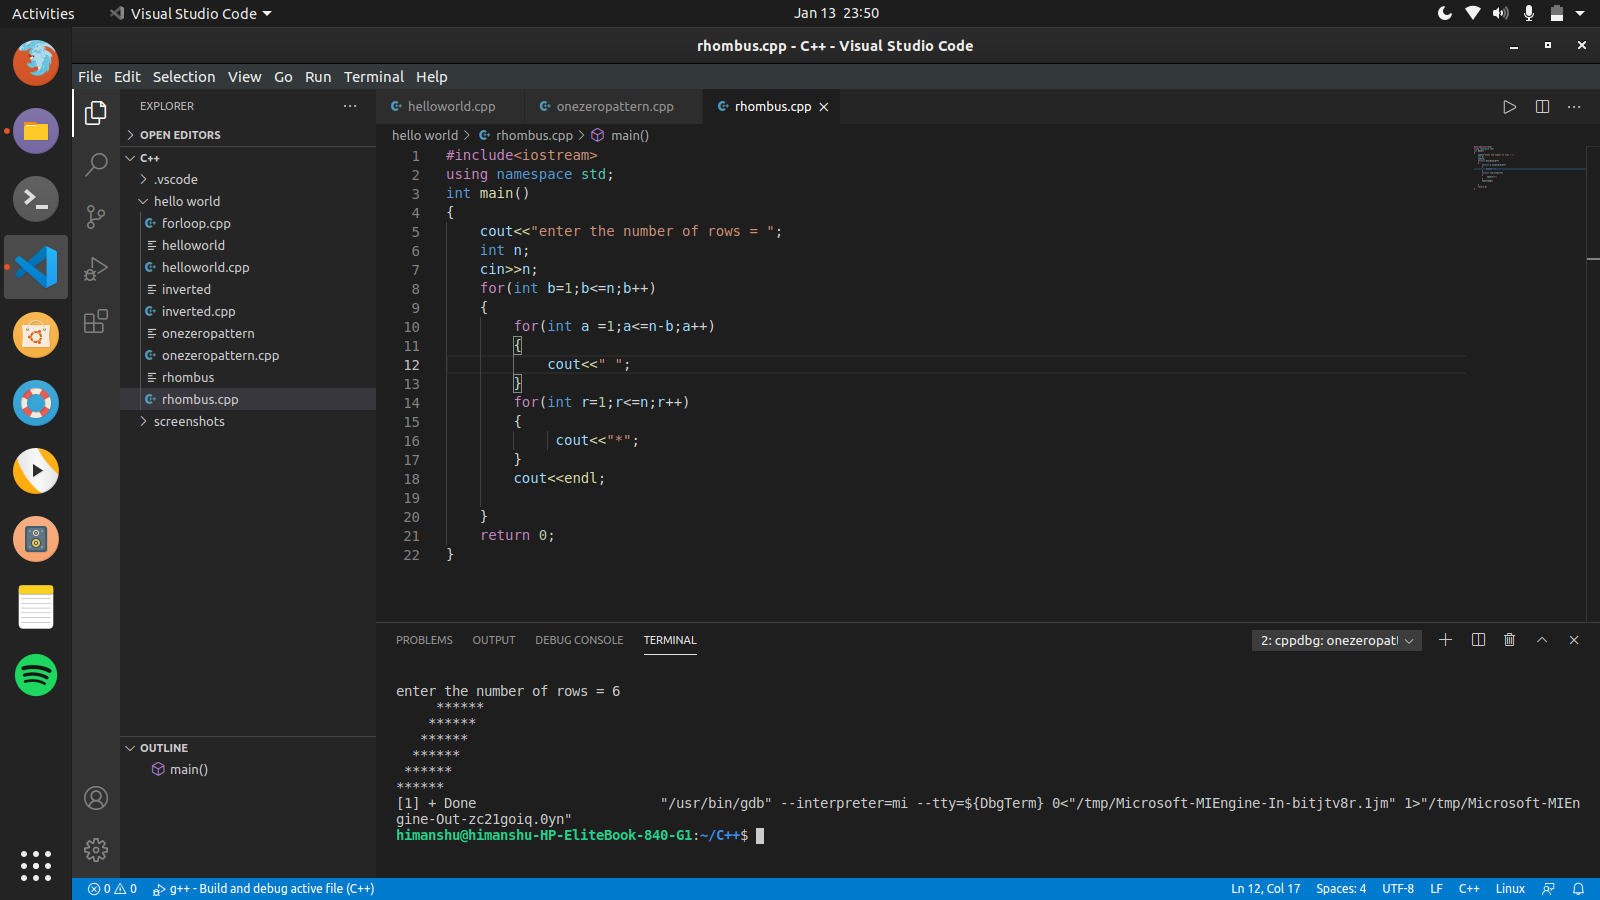 Activities
Visual Studio Code
Jan 13 23:50
rhombus.cpp - C++ - Visual Studio Code
File Edit Selection View Go Run Terminal Help
EXPLORER
OPEN EDITORS
C++
.vscode
hello world
forloop.cpp
helloworld
helloworld.cpp
inverted
inverted.cpp
onezeropattern
onezeropattern.cpp
rhombus
rhombus.cpp
screenshots
OUTLINE
main()
helloworld.cpp onezeropattern.cpp rhombus.cpp
hello world > rhombus.cpp > main()
1 #include<iostream>
2 using namespace std;
3 int main()
4 {
5     cout<<"enter the number of rows = ";
6     int n;
7     cin>>n;
8     for(int b=1;b<=n;b++)
9     {
10         for(int a =1;a<=n-b;a++)
11         {
12             cout<<" ";
13         }
14         for(int r=1;r<=n;r++)
15         {
16              cout<<"*";
17         }
18         cout<<endl;
19
20     }
21     return 0;
22 }
PROBLEMS OUTPUT DEBUG CONSOLE TERMINAL
2: cppdbg: onezeropat
enter the number of rows = 6
     ******
    ******
   ******
  ******
 ******
******
[1] + Done                       "/usr/bin/gdb" --interpreter=mi --tty=${DbgTerm} 0<"/tmp/Microsoft-MIEngine-In-bitjtv8r.1jm" 1>"/tmp/Microsoft-MIEn
gine-Out-zc21goiq.0yn"
himanshu@himanshu-HP-EliteBook-840-G1:~/C++$
0 0 g++ - Build and debug active file (C++)
Ln 12, Col 17 Spaces: 4 UTF-8 LF C++ Linux